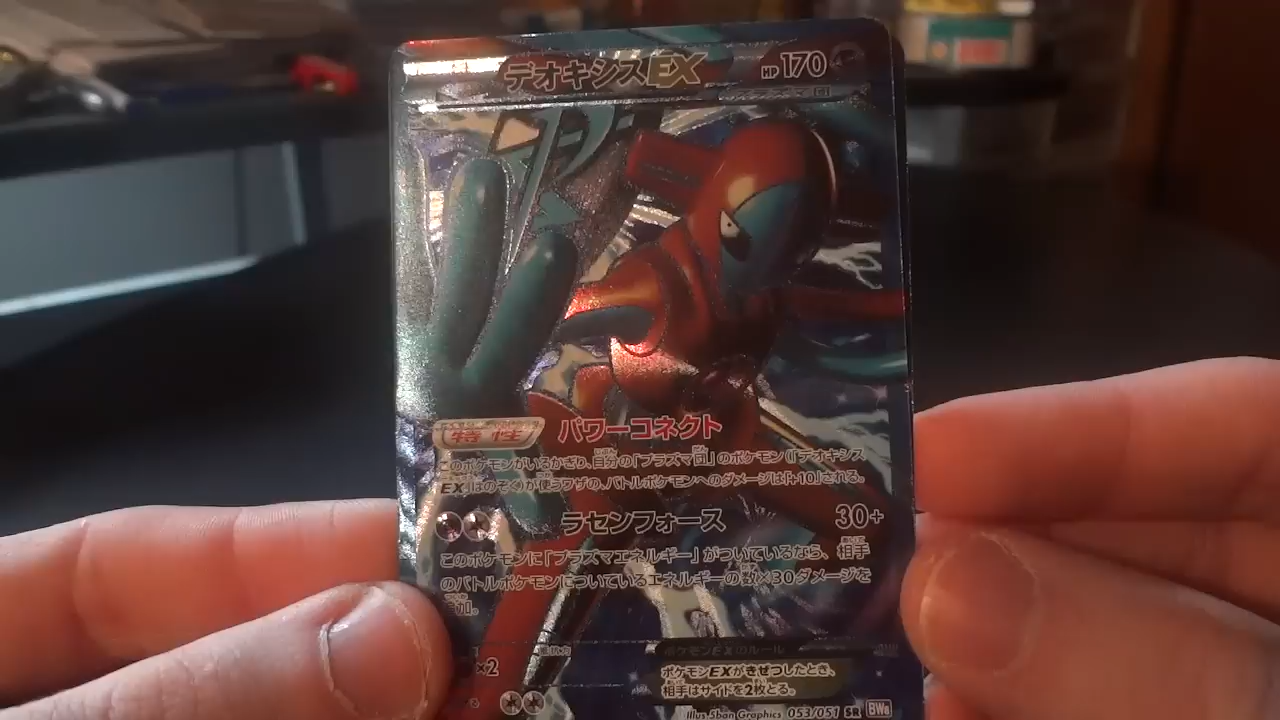 デオキシスEX HP170
プラズマ団
特性 パワーコネクト
このポケモンがいるかぎり、自分の「プラズマ団」のポケモン(「デオキシス
EX」はのぞく)が使うワザの、バトルポケモンへのダメージは「+10」される。
ラセンフォース 30+
このポケモンに「プラズマエネルギー」がついているなら、相手
のバトルポケモンについているエネルギーの数×30ダメージを
追加。
×2 抵抗力
ポケモンEXのルール
ポケモンEXがきぜつしたとき、
相手はサイドを2枚とる。
Illus. 5ban Graphics 053/051 SR BW8